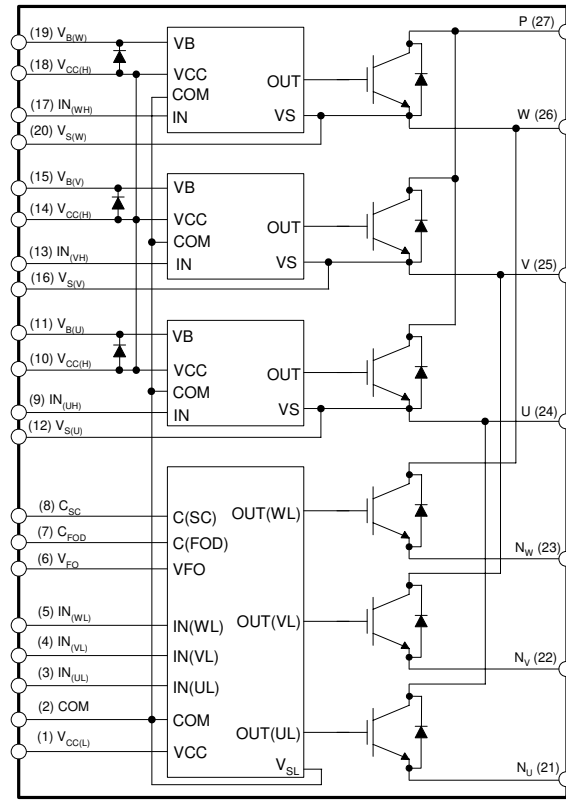 (19) VB(W)
VB
P (27)
(18) VCC(H)
VCC
OUT
COM
(17) IN(WH)
IN
VS
W (26)
(20) VS(W)
(15) VB(V)
VB
(14) VCC(H)
VCC
OUT
COM
(13) IN(VH)
IN
VS
V (25)
(16) VS(V)
(11) VB(U)
VB
(10) VCC(H)
VCC
OUT
COM
(9) IN(UH)
IN
VS
U (24)
(12) VS(U)
(8) CSC
C(SC)
OUT(WL)
(7) CFOD
C(FOD)
(6) VFO
VFO
NW (23)
(5) IN(WL)
IN(WL)
OUT(VL)
(4) IN(VL)
IN(VL)
(3) IN(UL)
IN(UL)
NV (22)
(2) COM
COM
OUT(UL)
(1) VCC(L)
VCC
VSL
NU (21)